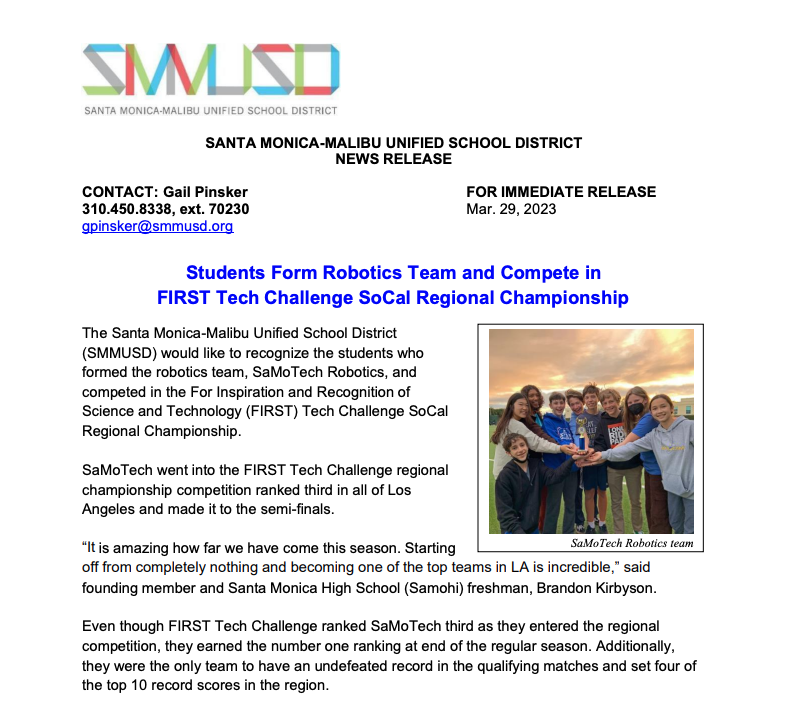 SMMUSD
SANTA MONICA-MALIBU UNIFIED SCHOOL DISTRICT
SANTA MONICA-MALIBU UNIFIED SCHOOL DISTRICT
NEWS RELEASE
CONTACT: Gail Pinsker
310.450.8338, ext. 70230
gpinsker@smmusd.org
FOR IMMEDIATE RELEASE
Mar. 29, 2023
Students Form Robotics Team and Compete in
FIRST Tech Challenge SoCal Regional Championship
The Santa Monica-Malibu Unified School District
(SMMUSD) would like to recognize the students who
formed the robotics team, SaMoTech Robotics, and
competed in the For Inspiration and Recognition of
Science and Technology (FIRST) Tech Challenge SoCal
Regional Championship.
SaMoTech went into the FIRST Tech Challenge regional
championship competition ranked third in all of Los
Angeles and made it to the semi-finals.
SaMoTech Robotics team
“It is amazing how far we have come this season. Starting
off from completely nothing and becoming one of the top teams in LA is incredible,” said
founding member and Santa Monica High School (Samohi) freshman, Brandon Kirbyson.
Even though FIRST Tech Challenge ranked SaMoTech third as they entered the regional
competition, they earned the number one ranking at end of the regular season. Additionally,
they were the only team to have an undefeated record in the qualifying matches and set four of
the top 10 record scores in the region.